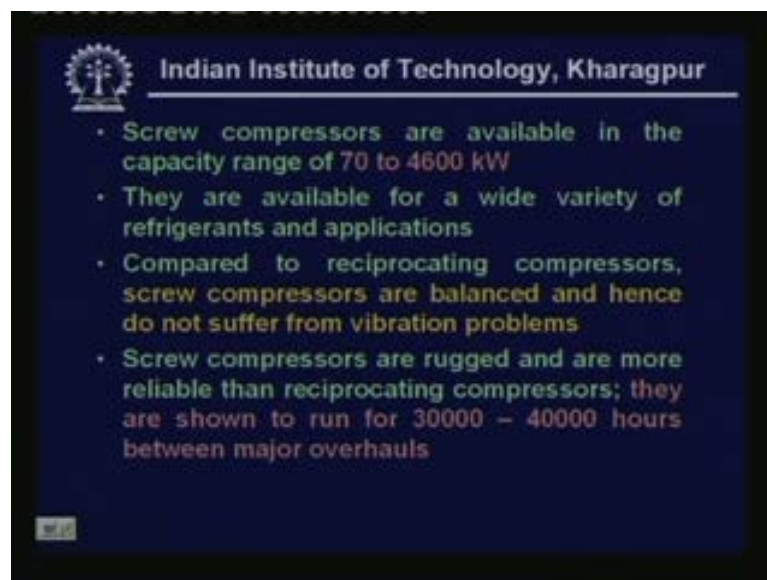 Indian Institute of Technology, Kharagpur
• Screw compressors are available in the
capacity range of 70 to 4600 kW
• They are available for a wide variety of
refrigerants and applications
• Compared to reciprocating compressors,
screw compressors are balanced and hence
do not suffer from vibration problems
• Screw compressors are rugged and are more
reliable than reciprocating compressors; they
are shown to run for 30000 – 40000 hours
between major overhauls